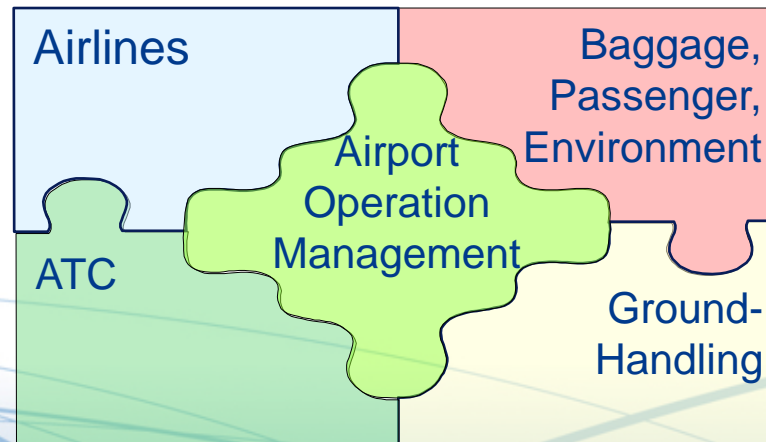 Airlines
Baggage,
Passenger,
Environment
Airport
Operation
Management
ATC
Ground-
Handling